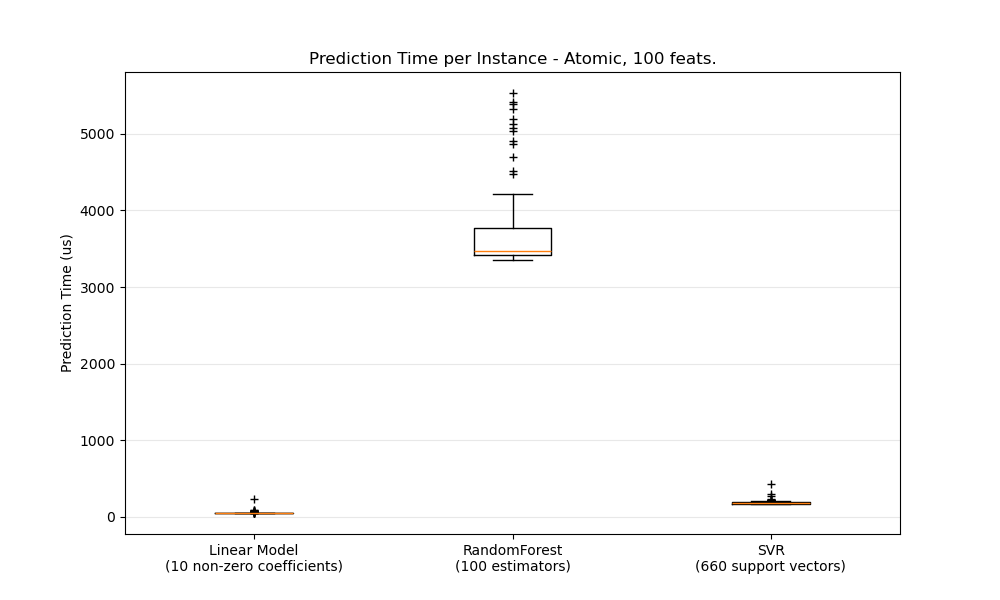 Prediction Time per Instance - Atomic, 100 feats.
Prediction Time (us)
5000
4000
3000
2000
1000
0
Linear Model
(10 non-zero coefficients)
RandomForest
(100 estimators)
SVR
(660 support vectors)